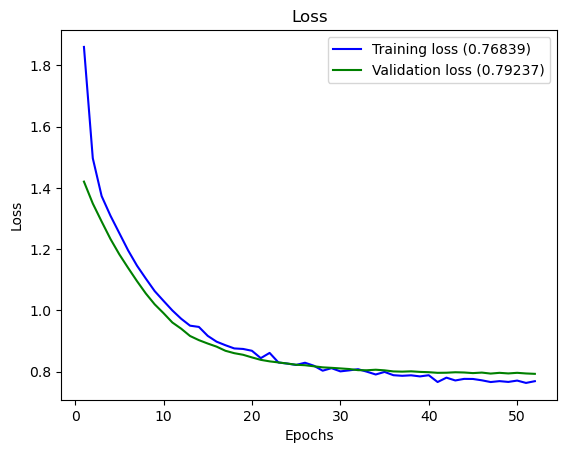 Loss
Training loss (0.76839)
Validation loss (0.79237)
1.8
1.6
1.4
1.2
1.0
0.8
Loss
0 10 20 30 40 50
Epochs